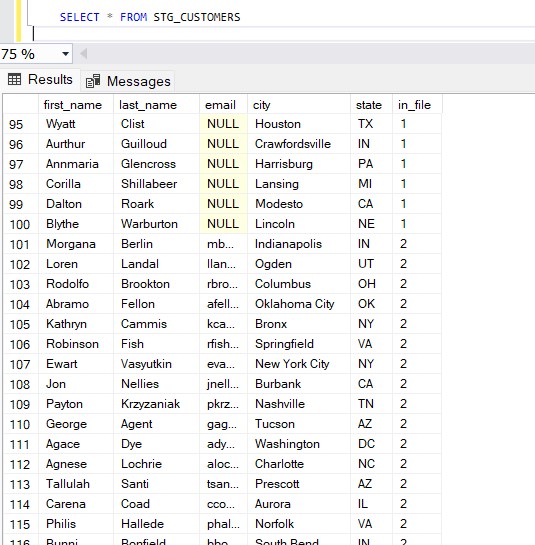 SELECT * FROM STG_CUSTOMERS
75 %
Results Messages
first_name last_name email city state in_file
95 Wyatt Clist NULL Houston TX 1
96 Aurthur Guilloud NULL Crawfordsville IN 1
97 Annmaria Glencross NULL Harrisburg PA 1
98 Corilla Shillabeer NULL Lansing MI 1
99 Dalton Roark NULL Modesto CA 1
100 Blythe Warburton NULL Lincoln NE 1
101 Morgana Berlin mb... Indianapolis IN 2
102 Loren Landal llan... Ogden UT 2
103 Rodolfo Brookton rbro... Columbus OH 2
104 Abramo Fellon afell... Oklahoma City OK 2
105 Kathryn Cammis kca... Bronx NY 2
106 Robinson Fish rfish... Springfield VA 2
107 Ewart Vasyutkin eva... New York City NY 2
108 Jon Nellies jnell... Burbank CA 2
109 Payton Krzyzaniak pkrz... Nashville TN 2
110 George Agent gag... Tucson AZ 2
111 Agace Dye ady... Washington DC 2
112 Agnese Lochrie aloc... Charlotte NC 2
113 Tallulah Santi tsan... Prescott AZ 2
114 Carena Coad cco... Aurora IL 2
115 Philis Hallede phal... Norfolk VA 2
116 Bunni Bonfield bbo... South Bend IN 2